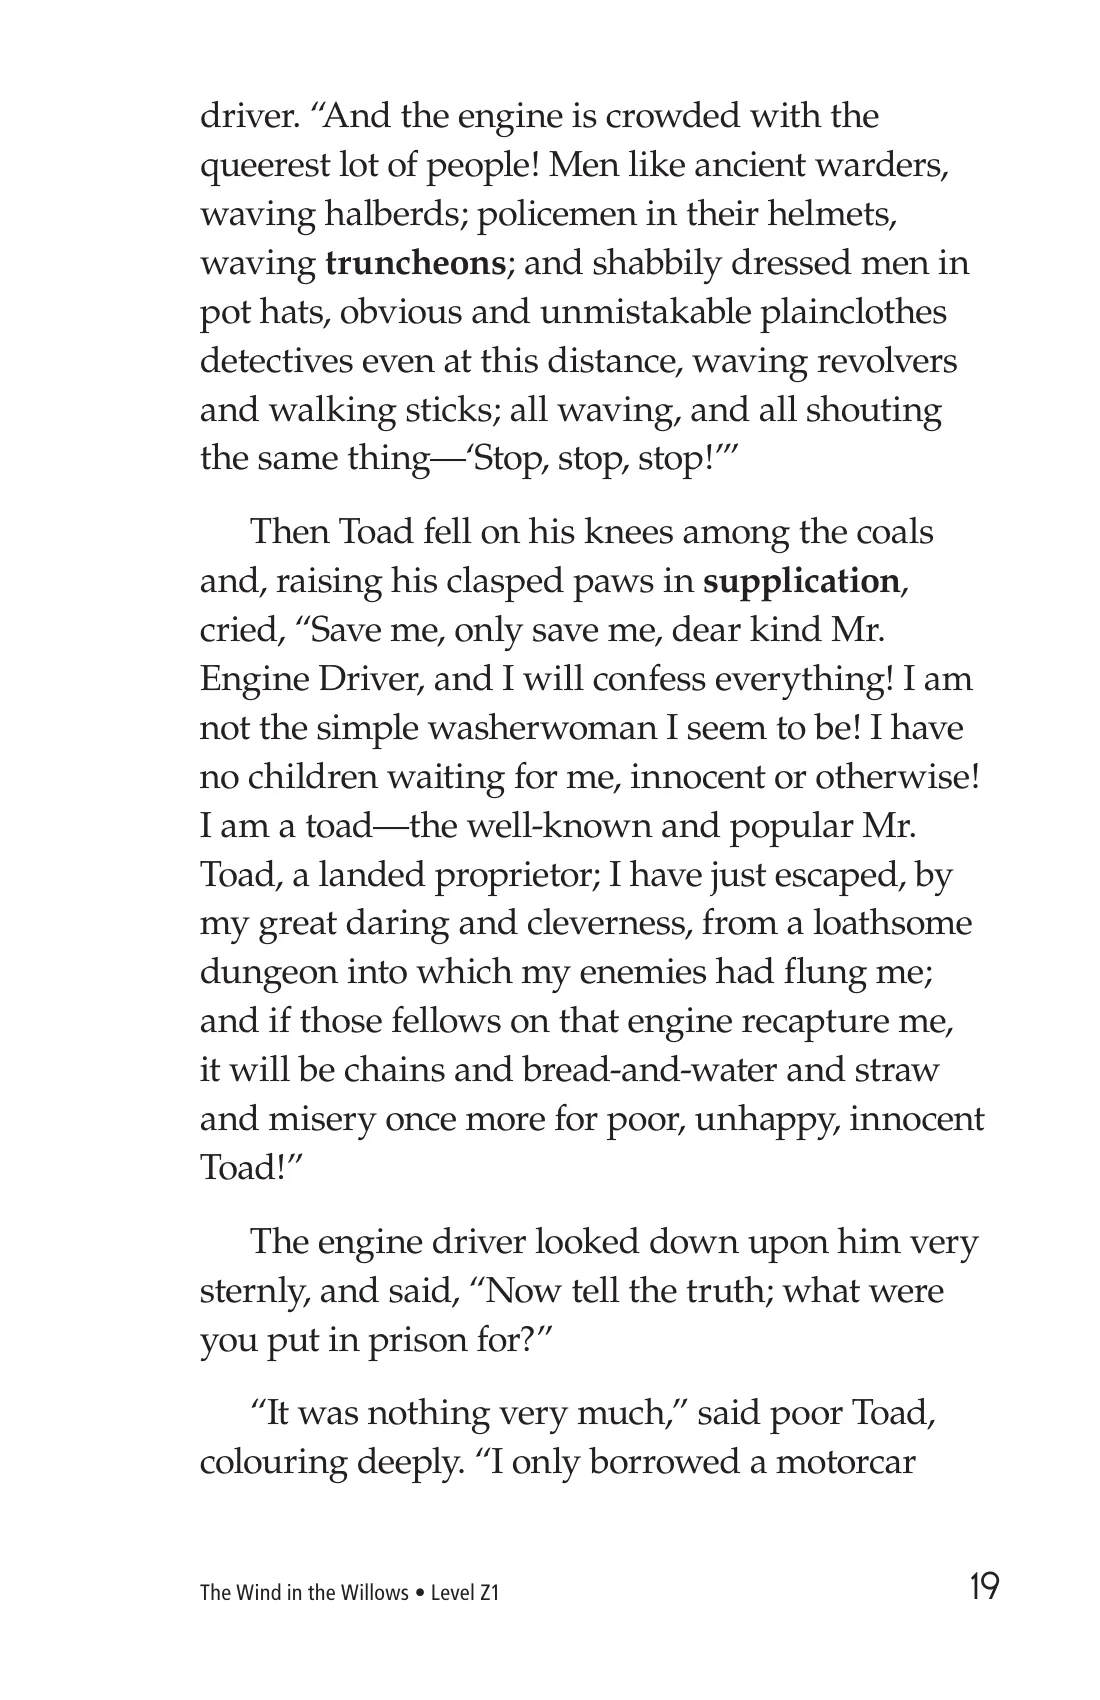 driver. “And the engine is crowded with the
queerest lot of people! Men like ancient warders,
waving halberds; policemen in their helmets,
waving truncheons; and shabbily dressed men in
pot hats, obvious and unmistakable plainclothes
detectives even at this distance, waving revolvers
and walking sticks; all waving, and all shouting
the same thing—‘Stop, stop, stop!’”
Then Toad fell on his knees among the coals
and, raising his clasped paws in supplication,
cried, “Save me, only save me, dear kind Mr.
Engine Driver, and I will confess everything! I am
not the simple washerwoman I seem to be! I have
no children waiting for me, innocent or otherwise!
I am a toad—the well-known and popular Mr.
Toad, a landed proprietor; I have just escaped, by
my great daring and cleverness, from a loathsome
dungeon into which my enemies had flung me;
and if those fellows on that engine recapture me,
it will be chains and bread-and-water and straw
and misery once more for poor, unhappy, innocent
Toad!”
The engine driver looked down upon him very
sternly, and said, “Now tell the truth; what were
you put in prison for?”
“It was nothing very much,” said poor Toad,
colouring deeply. “I only borrowed a motorcar
The Wind in the Willows • Level Z1
19